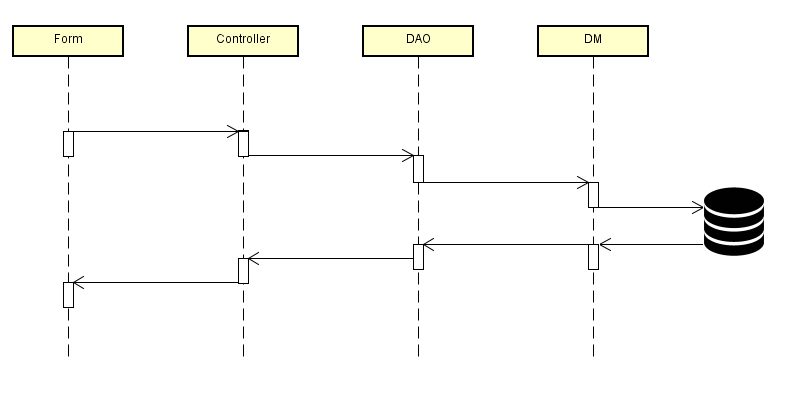 Form
Controller
DAO
DM